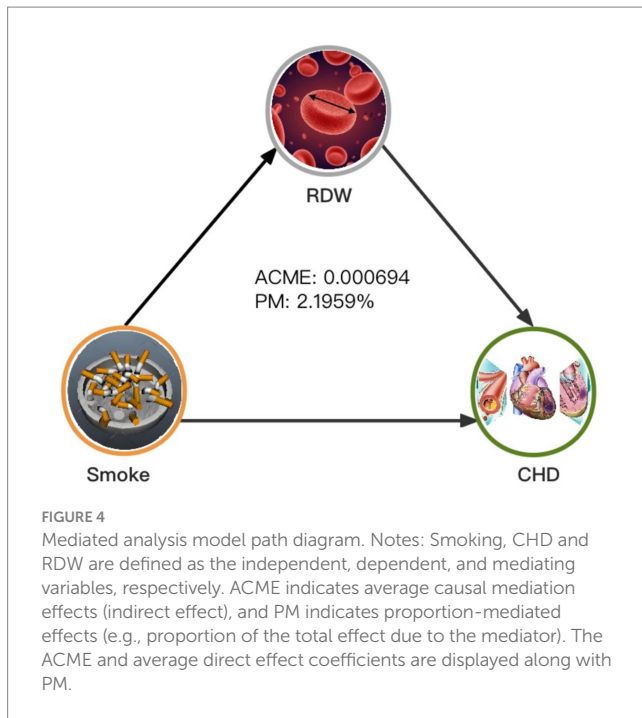 RDW
ACME: 0.000694
PM: 2.1959%
Smoke
CHD
FIGURE 4
Mediated analysis model path diagram. Notes: Smoking, CHD and
RDW are defined as the independent, dependent, and mediating
variables, respectively. ACME indicates average causal mediation
effects (indirect effect), and PM indicates proportion-mediated
effects (e.g., proportion of the total effect due to the mediator). The
ACME and average direct effect coefficients are displayed along with
PM.